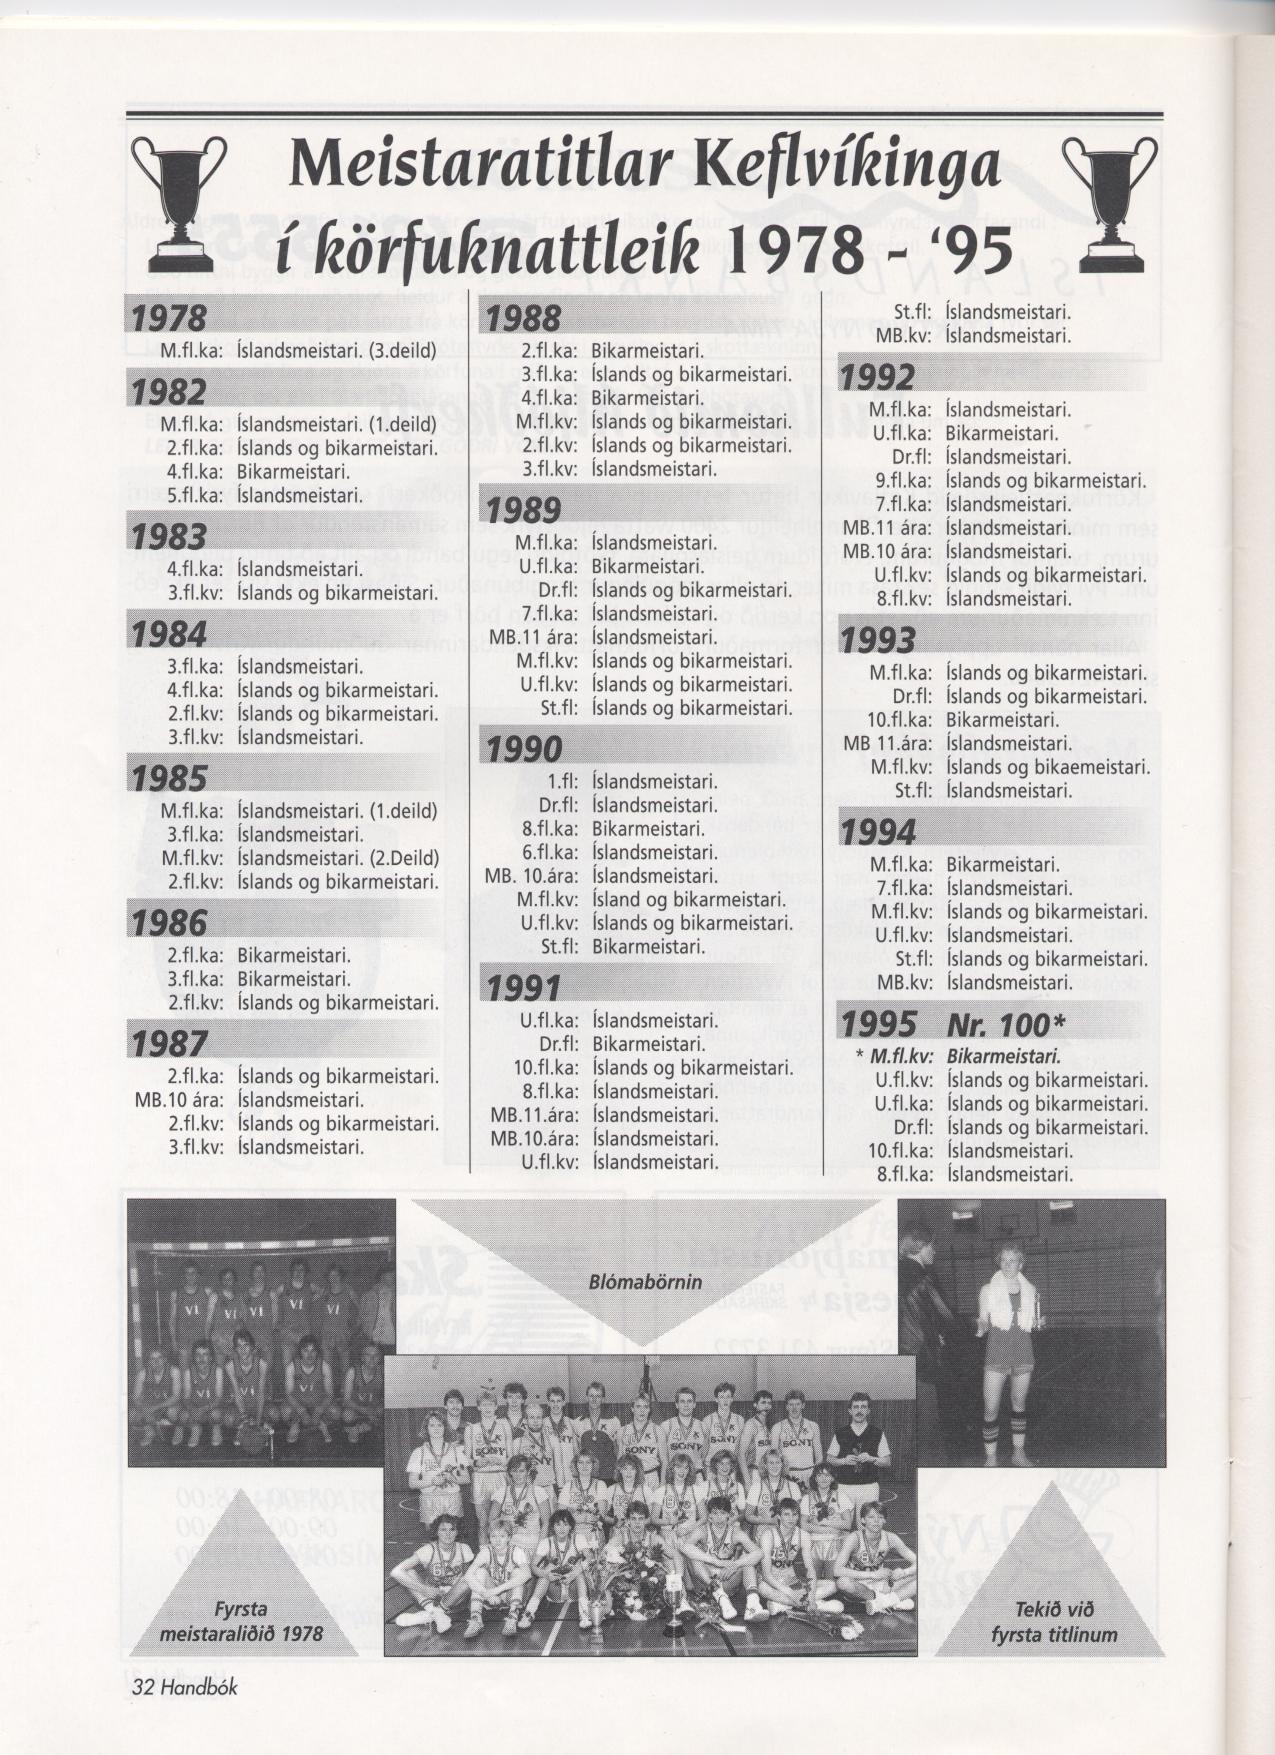 Meistaratitlar Keflvíkinga
í körfuknattleik 1978 - ‘95
1978
M.fl.ka: Íslandsmeistari. (3.deild)
1982
M.fl.ka: Íslandsmeistari. (1.deild)
2.fl.ka: Íslands og bikarmeistari.
4.fl.ka: Bikarmeistari.
5.fl.ka: Íslandsmeistari.
1983
4.fl.ka: Íslandsmeistari.
3.fl.kv: Íslands og bikarmeistari.
1984
3.fl.ka: Íslandsmeistari.
4.fl.ka: Íslands og bikarmeistari.
2.fl.kv: Íslands og bikarmeistari.
3.fl.kv: Íslandsmeistari.
1985
M.fl.ka: Íslandsmeistari. (1.deild)
3.fl.ka: Íslandsmeistari.
M.fl.kv: Íslandsmeistari. (2.Deild)
2.fl.kv: Íslands og bikarmeistari.
1986
2.fl.ka: Bikarmeistari.
3.fl.ka: Bikarmeistari.
2.fl.kv: Íslands og bikarmeistari.
1987
2.fl.ka: Íslands og bikarmeistari.
MB.10 ára: Íslandsmeistari.
2.fl.kv: Íslands og bikarmeistari.
3.fl.kv: Íslandsmeistari.
1988
2.fl.ka: Bikarmeistari.
3.fl.ka: Íslands og bikarmeistari.
4.fl.ka: Bikarmeistari.
M.fl.kv: Íslands og bikarmeistari.
2.fl.kv: Íslands og bikarmeistari.
3.fl.kv: Íslandsmeistari.
1989
M.fl.ka: Íslandsmeistari.
U.fl.ka: Bikarmeistari.
Dr.fl: Íslands og bikarmeistari.
7.fl.ka: Íslandsmeistari.
MB.11 ára: Íslandsmeistari.
M.fl.kv: Íslands og bikarmeistari.
U.fl.kv: Íslands og bikarmeistari.
St.fl: Íslands og bikarmeistari.
1990
1.fl: Íslandsmeistari.
Dr.fl: Íslandsmeistari.
8.fl.ka: Bikarmeistari.
6.fl.ka: Íslandsmeistari.
MB. 10.ára: Íslandsmeistari.
M.fl.kv: Ísland og bikarmeistari.
U.fl.kv: Íslands og bikarmeistari.
St.fl: Bikarmeistari.
1991
U.fl.ka: Íslandsmeistari.
Dr.fl: Bikarmeistari.
10.fl.ka: Íslands og bikarmeistari.
8.fl.ka: Íslandsmeistari.
MB.11.ára: Íslandsmeistari.
MB.10.ára: Íslandsmeistari.
U.fl.kv: Íslandsmeistari.
St.fl: Íslandsmeistari.
MB.kv: Íslandsmeistari.
1992
M.fl.ka: Íslandsmeistari.
U.fl.ka: Bikarmeistari.
Dr.fl: Íslandsmeistari.
9.fl.ka: Íslands og bikarmeistari.
7.fl.ka: Íslandsmeistari.
MB.11 ára: Íslandsmeistari.
MB.10 ára: Íslandsmeistari.
U.fl.kv: Íslands og bikarmeistari.
8.fl.kv: Íslandsmeistari.
1993
M.fl.ka: Íslands og bikarmeistari.
Dr.fl: Íslands og bikarmeistari.
10.fl.ka: Bikarmeistari.
MB 11.ára: Íslandsmeistari.
M.fl.kv: Íslands og bikaemeistari.
St.fl: Íslandsmeistari.
1994
M.fl.ka: Bikarmeistari.
7.fl.ka: Íslandsmeistari.
M.fl.kv: Íslands og bikarmeistari.
U.fl.kv: Íslandsmeistari.
St.fl: Íslands og bikarmeistari.
MB.kv: Íslandsmeistari.
1995 Nr. 100*
* M.fl.kv: Bikarmeistari.
U.fl.kv: Íslands og bikarmeistari.
U.fl.ka: Íslands og bikarmeistari.
Dr.fl: Íslands og bikarmeistari.
10.fl.ka: Íslandsmeistari.
8.fl.ka: Íslandsmeistari.
Blómabörnin
VÍ VÍ VÍ VÍ
VÍ VÍ VÍ
SONY SONY SONY SONY SONY
Fyrsta
meistaraliðið 1978
Tekið við
fyrsta titlinum
32 Handbók